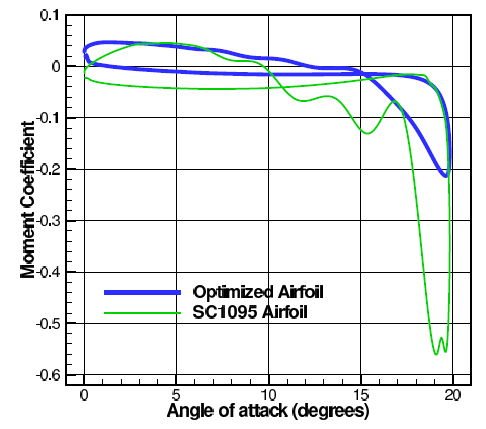 0.1
0
-0.1
-0.2
-0.3
-0.4
-0.5
-0.6
Moment Coefficient
Optimized Airfoil
SC1095 Airfoil
0 5 10 15 20
Angle of attack (degrees)